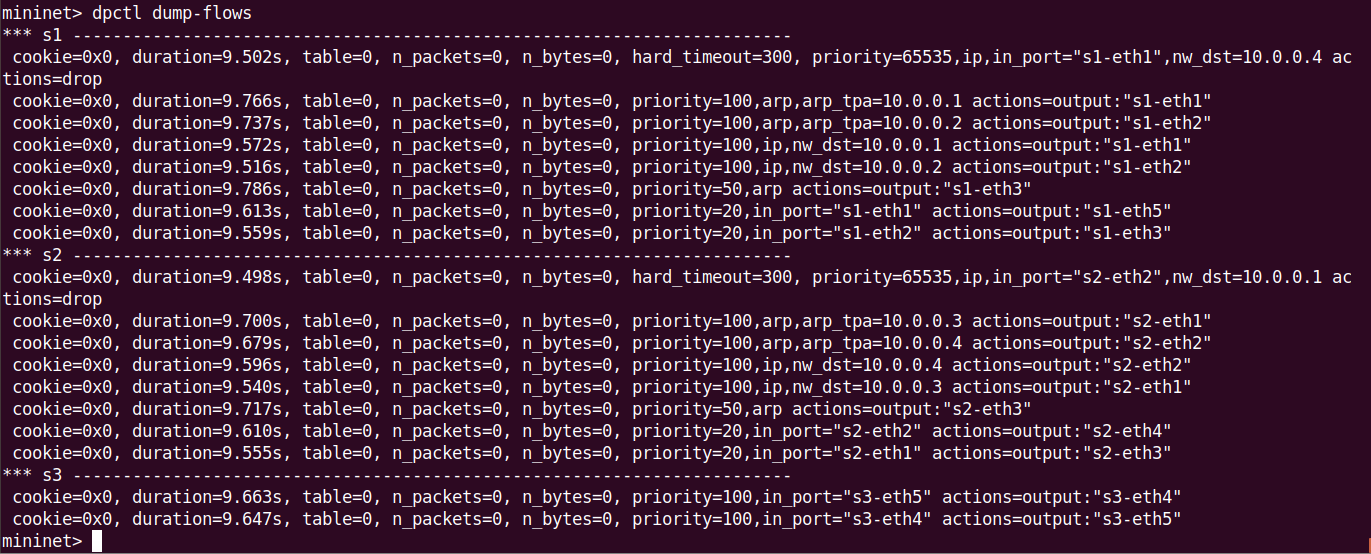 mininet> dpctl dump-flows
*** s1 ------------------------------------------------------------------------
 cookie=0x0, duration=9.502s, table=0, n_packets=0, n_bytes=0, hard_timeout=300, priority=65535,ip,in_port="s1-eth1",nw_dst=10.0.0.4 ac
tions=drop
 cookie=0x0, duration=9.766s, table=0, n_packets=0, n_bytes=0, priority=100,arp,arp_tpa=10.0.0.1 actions=output:"s1-eth1"
 cookie=0x0, duration=9.737s, table=0, n_packets=0, n_bytes=0, priority=100,arp,arp_tpa=10.0.0.2 actions=output:"s1-eth2"
 cookie=0x0, duration=9.572s, table=0, n_packets=0, n_bytes=0, priority=100,ip,nw_dst=10.0.0.1 actions=output:"s1-eth1"
 cookie=0x0, duration=9.516s, table=0, n_packets=0, n_bytes=0, priority=100,ip,nw_dst=10.0.0.2 actions=output:"s1-eth2"
 cookie=0x0, duration=9.786s, table=0, n_packets=0, n_bytes=0, priority=50,arp actions=output:"s1-eth3"
 cookie=0x0, duration=9.613s, table=0, n_packets=0, n_bytes=0, priority=20,in_port="s1-eth1" actions=output:"s1-eth5"
 cookie=0x0, duration=9.559s, table=0, n_packets=0, n_bytes=0, priority=20,in_port="s1-eth2" actions=output:"s1-eth3"
*** s2 ------------------------------------------------------------------------
 cookie=0x0, duration=9.498s, table=0, n_packets=0, n_bytes=0, hard_timeout=300, priority=65535,ip,in_port="s2-eth2",nw_dst=10.0.0.1 ac
tions=drop
 cookie=0x0, duration=9.700s, table=0, n_packets=0, n_bytes=0, priority=100,arp,arp_tpa=10.0.0.3 actions=output:"s2-eth1"
 cookie=0x0, duration=9.679s, table=0, n_packets=0, n_bytes=0, priority=100,arp,arp_tpa=10.0.0.4 actions=output:"s2-eth2"
 cookie=0x0, duration=9.596s, table=0, n_packets=0, n_bytes=0, priority=100,ip,nw_dst=10.0.0.4 actions=output:"s2-eth2"
 cookie=0x0, duration=9.540s, table=0, n_packets=0, n_bytes=0, priority=100,ip,nw_dst=10.0.0.3 actions=output:"s2-eth1"
 cookie=0x0, duration=9.717s, table=0, n_packets=0, n_bytes=0, priority=50,arp actions=output:"s2-eth3"
 cookie=0x0, duration=9.610s, table=0, n_packets=0, n_bytes=0, priority=20,in_port="s2-eth2" actions=output:"s2-eth4"
 cookie=0x0, duration=9.555s, table=0, n_packets=0, n_bytes=0, priority=20,in_port="s2-eth1" actions=output:"s2-eth3"
*** s3 ------------------------------------------------------------------------
 cookie=0x0, duration=9.663s, table=0, n_packets=0, n_bytes=0, priority=100,in_port="s3-eth5" actions=output:"s3-eth4"
 cookie=0x0, duration=9.647s, table=0, n_packets=0, n_bytes=0, priority=100,in_port="s3-eth4" actions=output:"s3-eth5"
mininet>